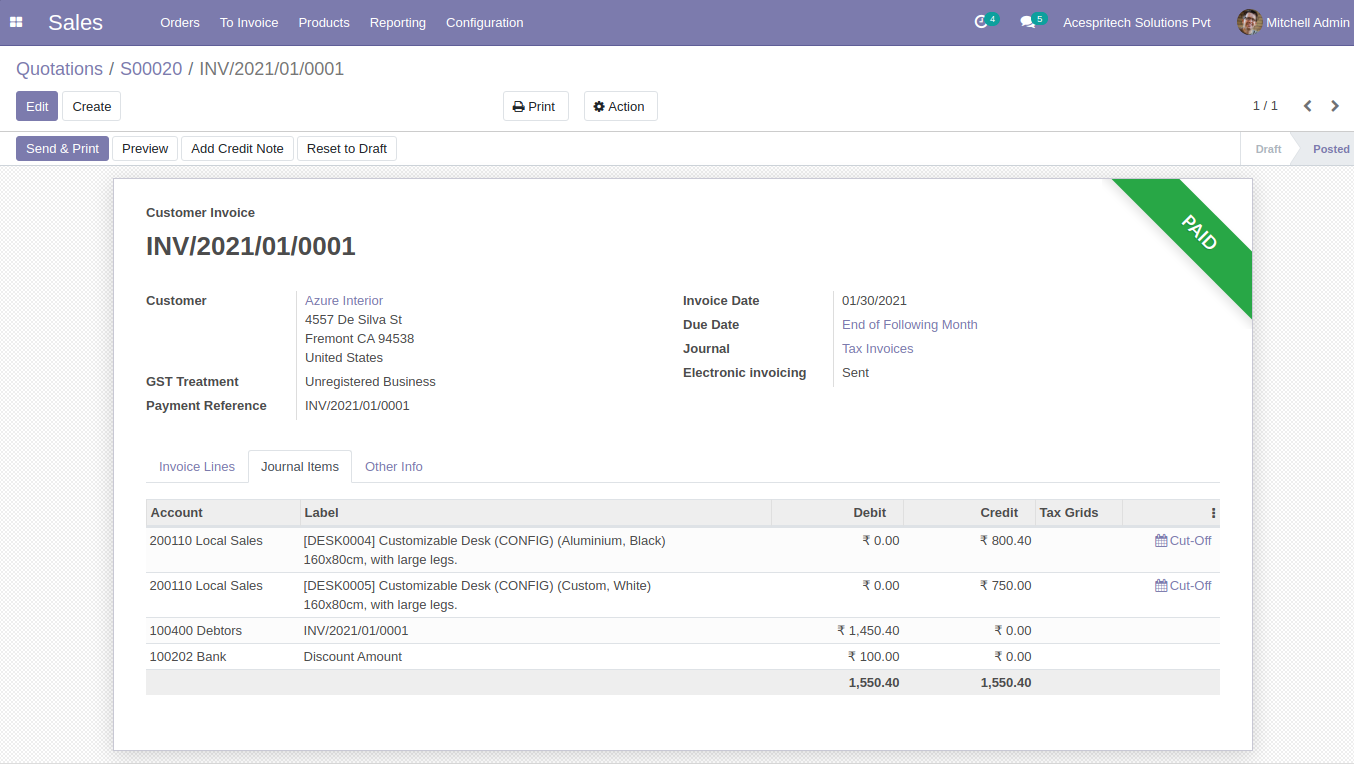 Sales Orders To Invoice Products Reporting Configuration 4 5 Acespritech Solutions Pvt Mitchell Admin
Quotations / S00020 / INV/2021/01/0001
Edit Create Print Action 1 / 1
Send & Print Preview Add Credit Note Reset to Draft Draft Posted
PAID
Customer Invoice
INV/2021/01/0001
Customer Azure Interior Invoice Date 01/30/2021
4557 De Silva St
Due Date End of Following Month
Fremont CA 94538
Journal Tax Invoices
United States
Electronic invoicing Sent
GST Treatment Unregistered Business
Payment Reference INV/2021/01/0001
Invoice Lines Journal Items Other Info
Account Label Debit Credit Tax Grids
200110 Local Sales [DESK0004] Customizable Desk (CONFIG) (Aluminium, Black) ₹ 0.00 ₹ 800.40 Cut-Off
160x80cm, with large legs.
200110 Local Sales [DESK0005] Customizable Desk (CONFIG) (Custom, White) ₹ 0.00 ₹ 750.00 Cut-Off
160x80cm, with large legs.
100400 Debtors INV/2021/01/0001 ₹ 1,450.40 ₹ 0.00
100202 Bank Discount Amount ₹ 100.00 ₹ 0.00
1,550.40 1,550.40